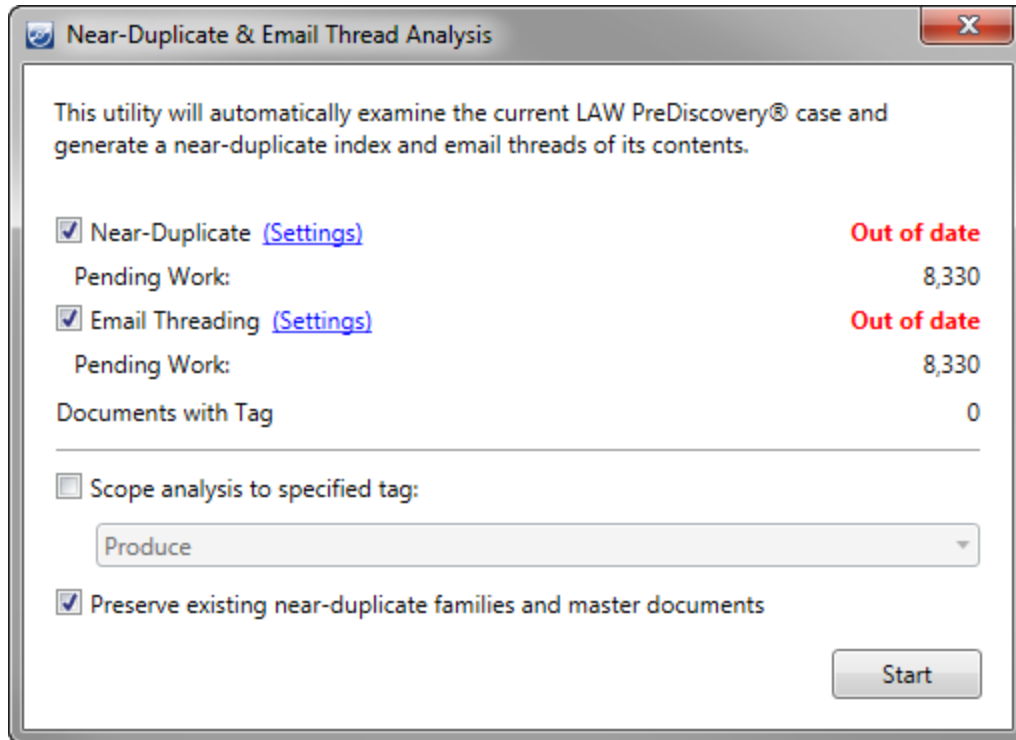 Near-Duplicate & Email Thread Analysis
This utility will automatically examine the current LAW PreDiscovery® case and
generate a near-duplicate index and email threads of its contents.
Near-Duplicate (Settings) Out of date
Pending Work: 8,330
Email Threading (Settings) Out of date
Pending Work: 8,330
Documents with Tag 0
Scope analysis to specified tag:
Produce
Preserve existing near-duplicate families and master documents
Start